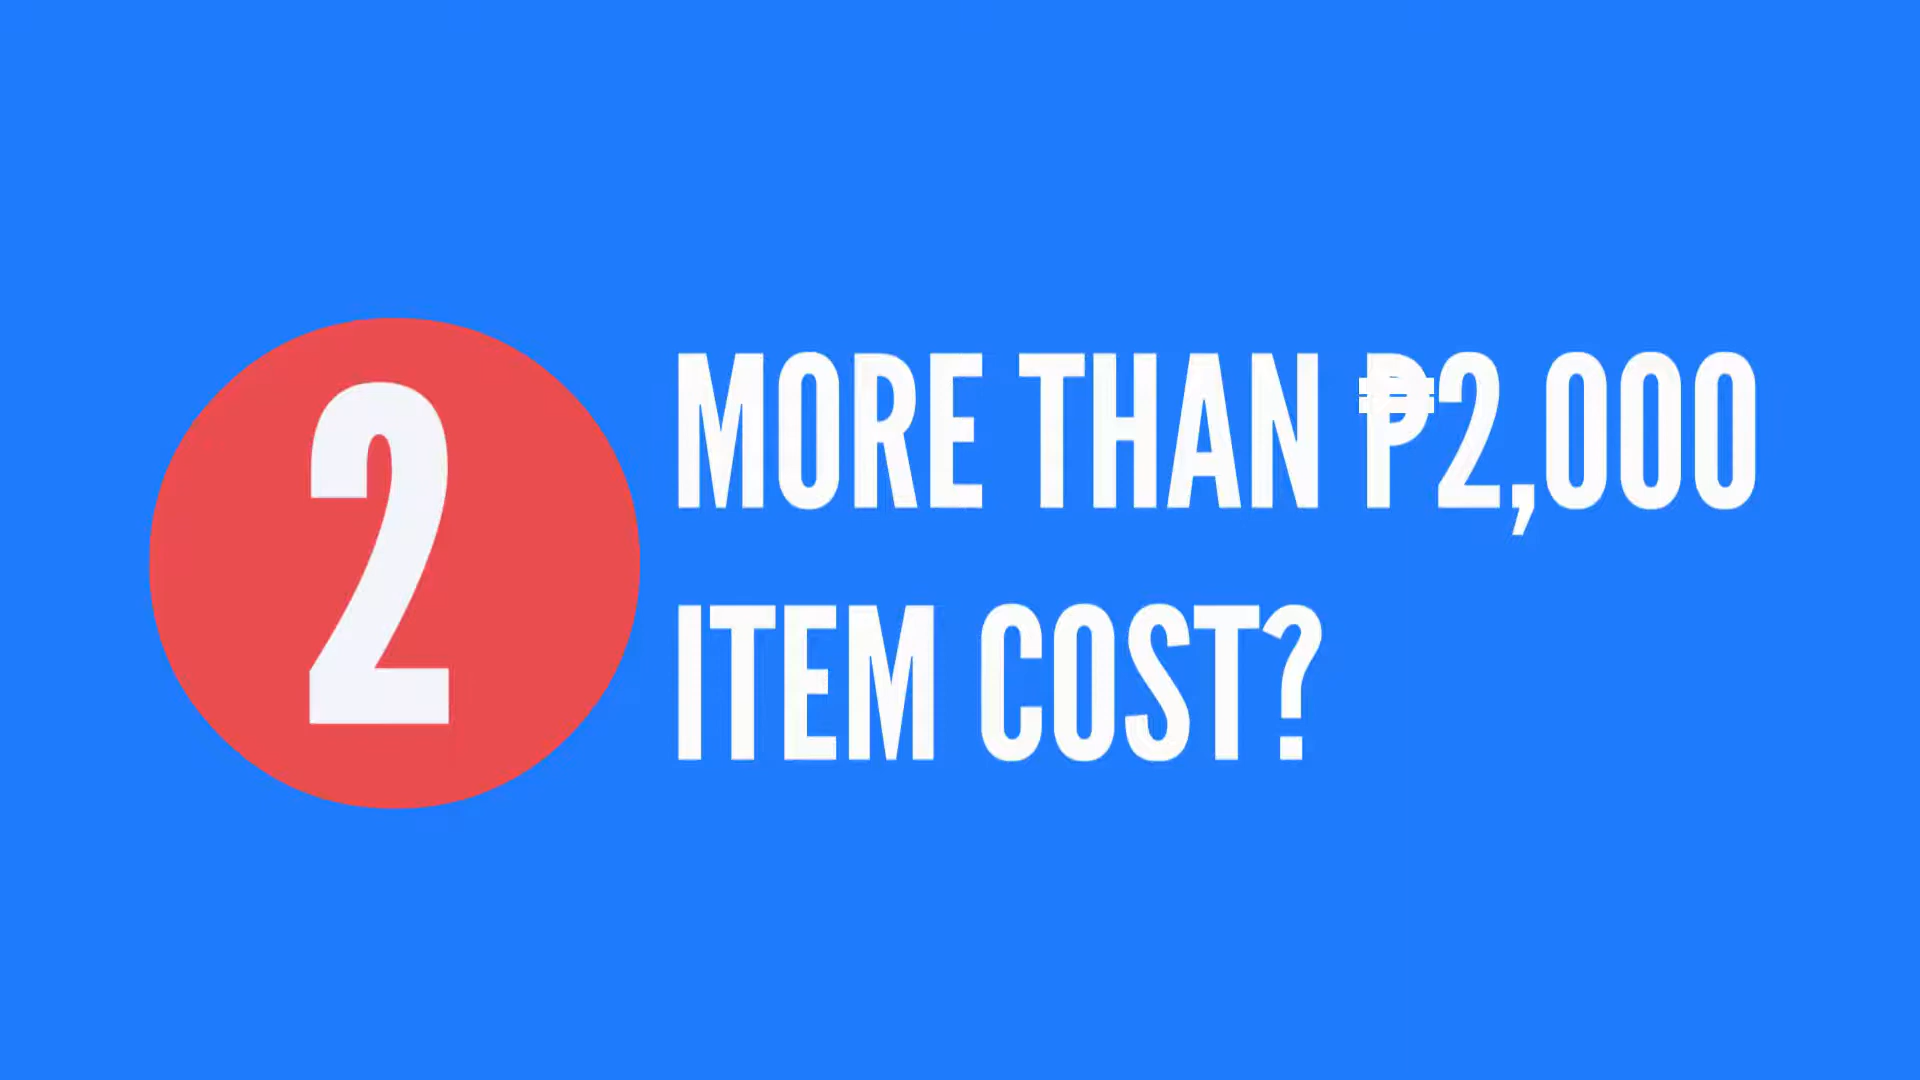 2
MORE THAN ₱2,000
ITEM COST?